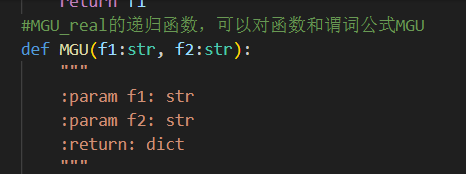 return f1
#MGU_real的递归函数，可以对函数和谓词公式MGU
def MGU(f1:str, f2:str):
"""
:param f1: str
:param f2: str
:return: dict
"""